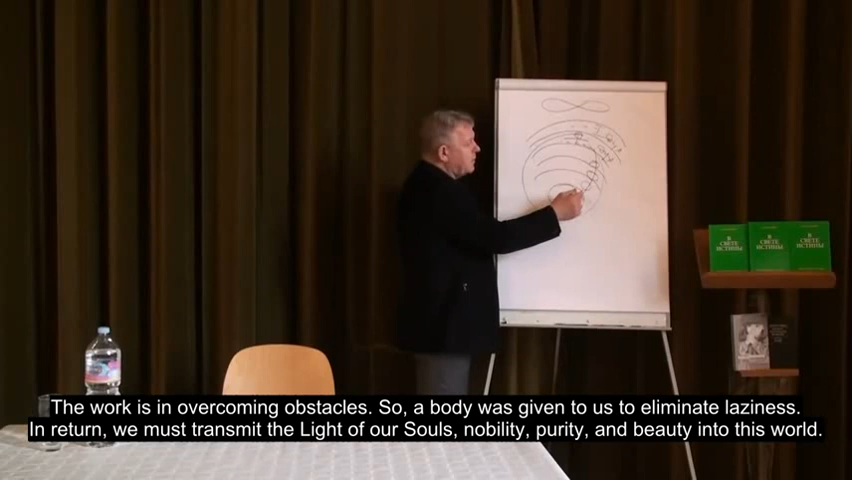 В
СВЕТЕ
ИСТИНЫ
В
СВЕТЕ
ИСТИНЫ
В
СВЕТЕ
ИСТИНЫ
The work is in overcoming obstacles. So, a body was given to us to eliminate laziness.
In return, we must transmit the Light of our Souls, nobility, purity, and beauty into this world.